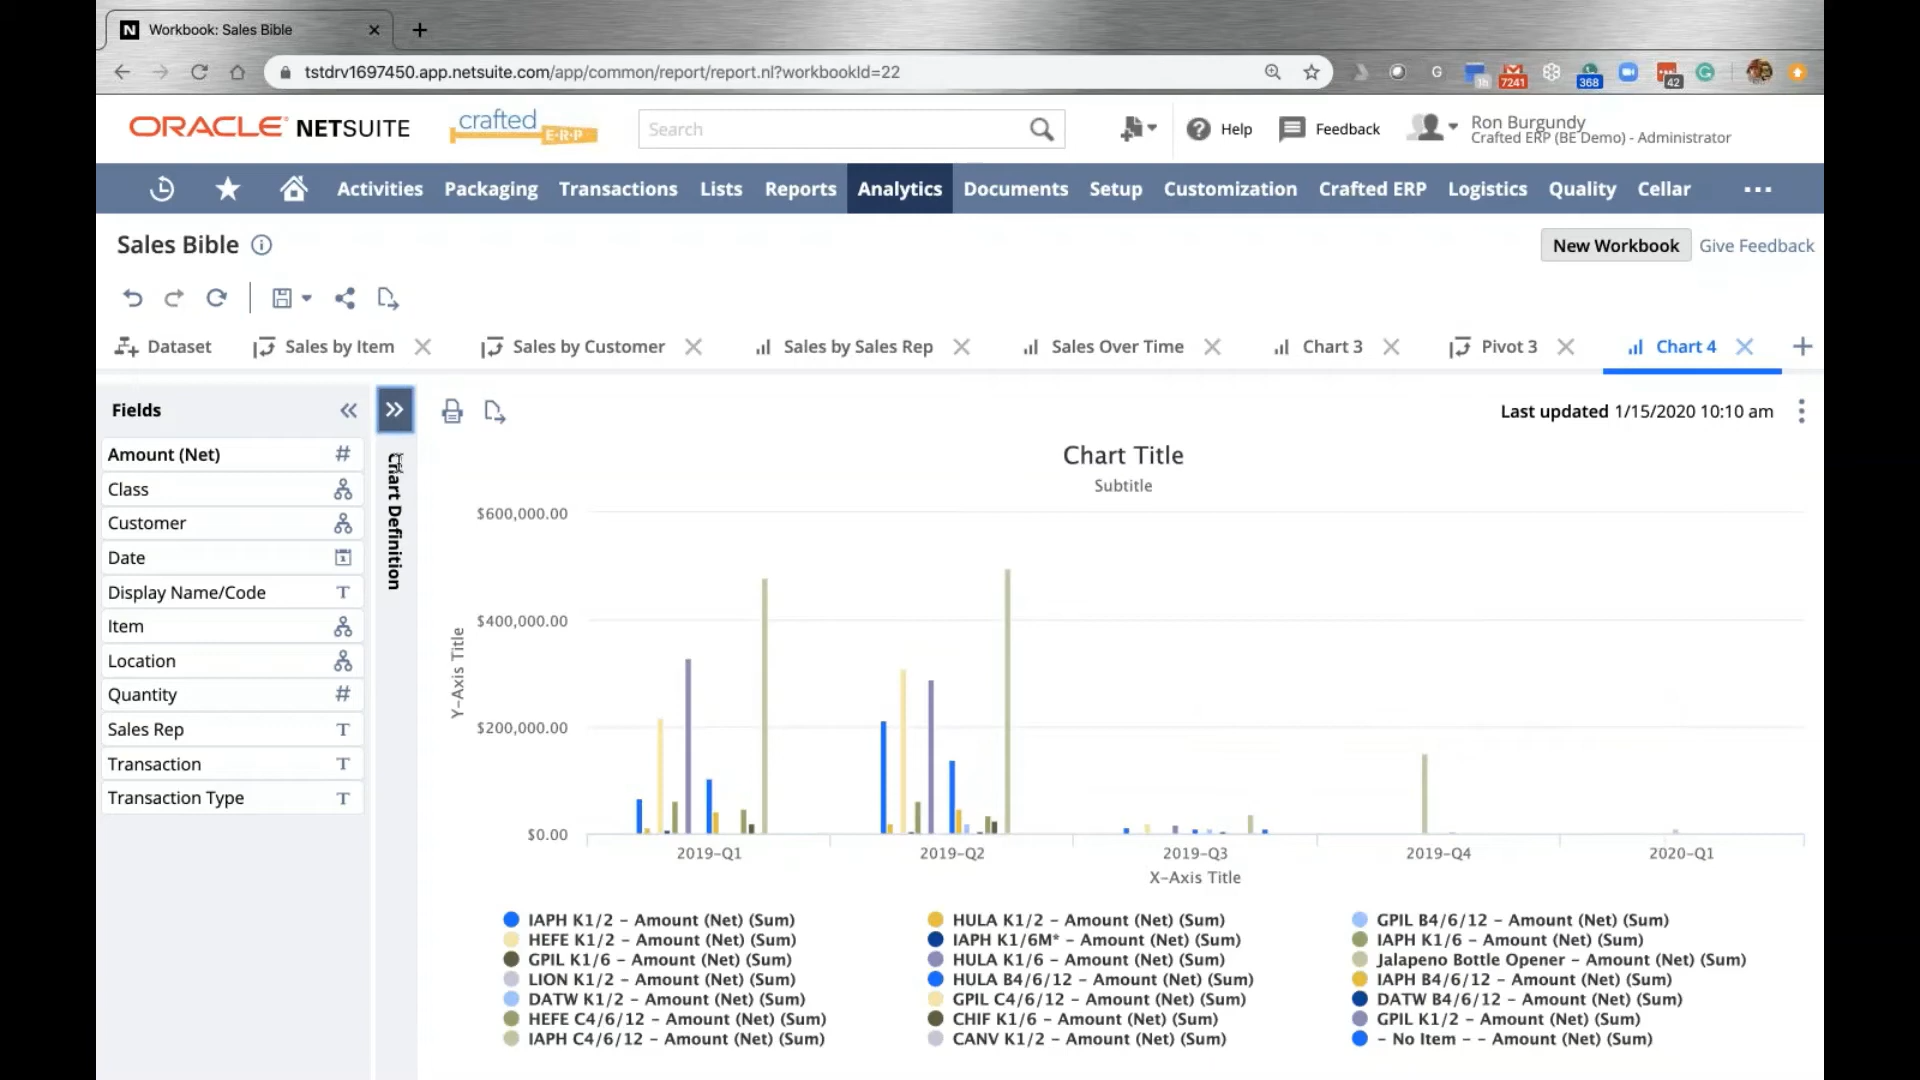 N Workbook: Sales Bible
tstdrv1697450.app.netsuite.com/app/common/report/report.nl?workbookId=22
G
1h
7241
368
42
ORACLE NETSUITE
crafted
E·R·P
Search
Help
Feedback
Ron Burgundy
Crafted ERP (BE Demo) - Administrator
Activities Packaging Transactions Lists Reports Analytics Documents Setup Customization Crafted ERP Logistics Quality Cellar
Sales Bible
New Workbook
Give Feedback
Dataset
Sales by Item
Sales by Customer
Sales by Sales Rep
Sales Over Time
Chart 3
Pivot 3
Chart 4
Fields
Amount (Net) #
Class
Customer
Date
Display Name/Code T
Item
Location
Quantity #
Sales Rep T
Transaction T
Transaction Type T
Chart Definition
Last updated 1/15/2020 10:10 am
Chart Title
Subtitle
Y-Axis Title
$600,000.00
$400,000.00
$200,000.00
$0.00
2019-Q1 2019-Q2 2019-Q3 2019-Q4 2020-Q1
X-Axis Title
IAPH K1/2 - Amount (Net) (Sum) HULA K1/2 - Amount (Net) (Sum) GPIL B4/6/12 - Amount (Net) (Sum)
HEFE K1/2 - Amount (Net) (Sum) IAPH K1/6M* - Amount (Net) (Sum) IAPH K1/6 - Amount (Net) (Sum)
GPIL K1/6 - Amount (Net) (Sum) HULA K1/6 - Amount (Net) (Sum) Jalapeno Bottle Opener - Amount (Net) (Sum)
LION K1/2 - Amount (Net) (Sum) HULA B4/6/12 - Amount (Net) (Sum) IAPH B4/6/12 - Amount (Net) (Sum)
DATW K1/2 - Amount (Net) (Sum) GPIL C4/6/12 - Amount (Net) (Sum) DATW B4/6/12 - Amount (Net) (Sum)
HEFE C4/6/12 - Amount (Net) (Sum) CHIF K1/6 - Amount (Net) (Sum) GPIL K1/2 - Amount (Net) (Sum)
IAPH C4/6/12 - Amount (Net) (Sum) CANV K1/2 - Amount (Net) (Sum) - No Item - - Amount (Net) (Sum)